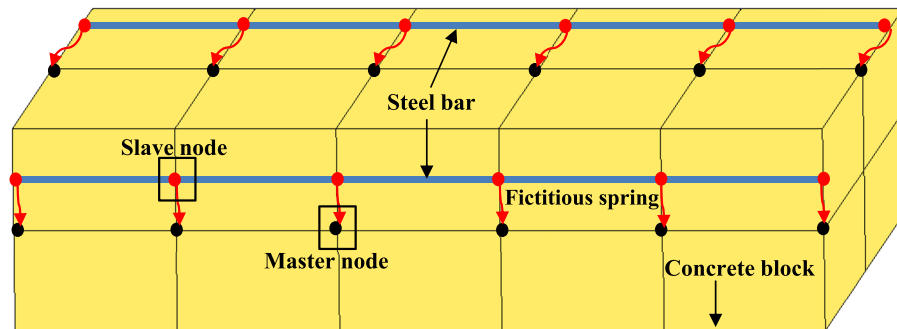 Steel bar
Slave node
Fictitious spring
Master node
Concrete block